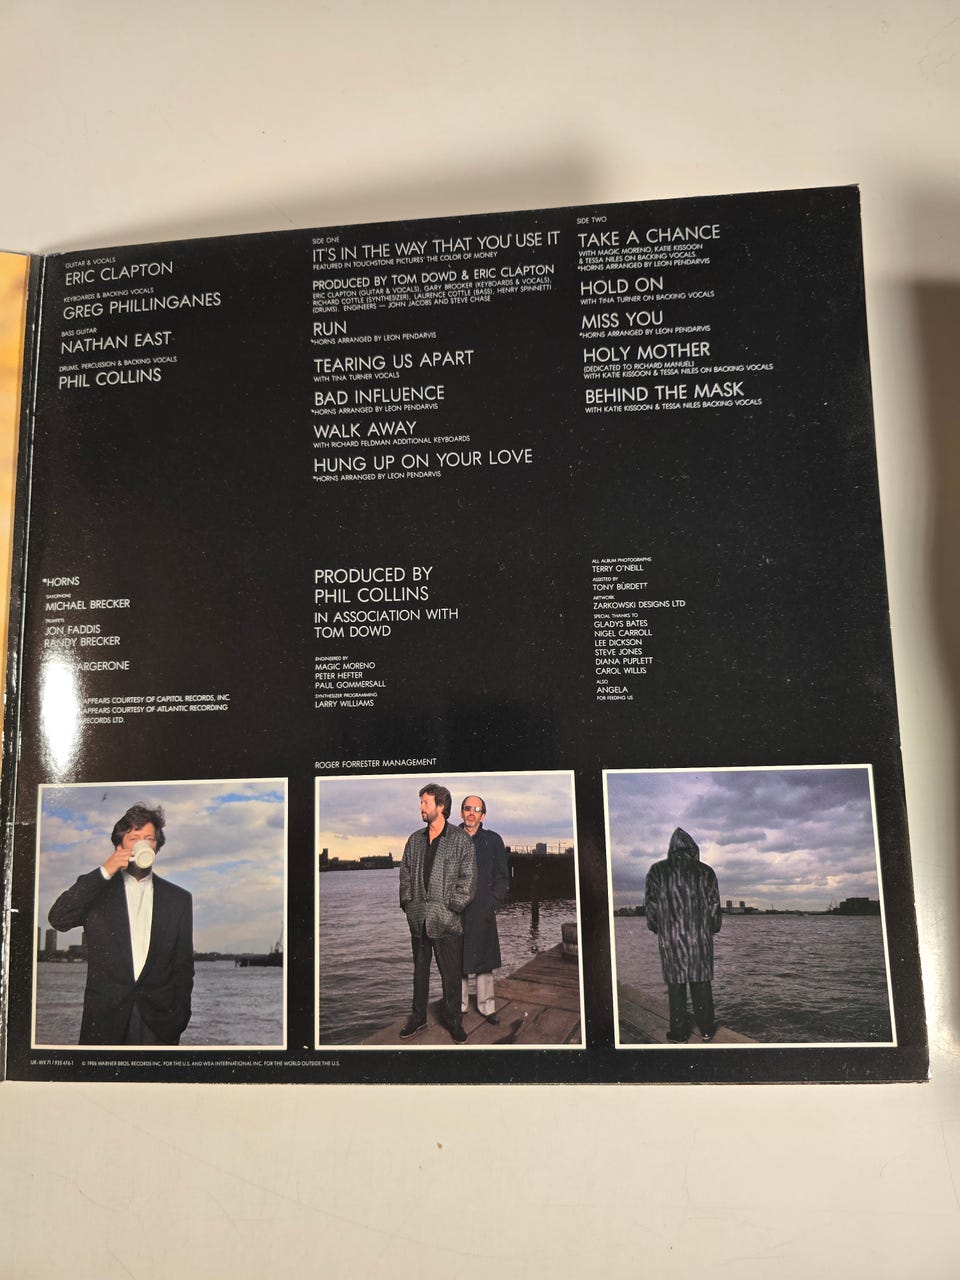 GUITAR & VOCALS
ERIC CLAPTON
KEYBOARDS & BACKING VOCALS
GREG PHILLINGANES
BASS GUITAR
NATHAN EAST
DRUMS, PERCUSSION & BACKING VOCALS
PHIL COLLINS
SIDE ONE
IT'S IN THE WAY THAT YOU USE IT
FEATURED IN TOUCHSTONE PICTURES' THE COLOR OF MONEY
PRODUCED BY TOM DOWD & ERIC CLAPTON
ERIC CLAPTON (GUITAR & VOCALS), GARY BROOKER (KEYBOARDS & VOCALS),
RICHARD COTTLE (SYNTHESIZER), LAURENCE COTTLE (BASS), HENRY SPINNETTI
(DRUMS). ENGINEERS — JOHN JACOBS AND STEVE CHASE
RUN
*HORNS ARRANGED BY LEON PENDARVIS
TEARING US APART
WITH TINA TURNER VOCALS
BAD INFLUENCE
*HORNS ARRANGED BY LEON PENDARVIS
WALK AWAY
WITH RICHARD FELDMAN ADDITIONAL KEYBOARDS
HUNG UP ON YOUR LOVE
*HORNS ARRANGED BY LEON PENDARVIS
SIDE TWO
TAKE A CHANCE
WITH MAGIC MORENO, KATIE KISSOON
& TESSA NILES ON BACKING VOCALS.
*HORNS ARRANGED BY LEON PENDARVIS
HOLD ON
WITH TINA TURNER ON BACKING VOCALS
MISS YOU
*HORNS ARRANGED BY LEON PENDARVIS
HOLY MOTHER
(DEDICATED TO RICHARD MANUEL)
WITH KATIE KISSOON & TESSA NILES ON BACKING VOCALS
BEHIND THE MASK
WITH KATIE KISSOON & TESSA NILES BACKING VOCALS
*HORNS
SAXOPHONE
MICHAEL BRECKER
TRUMPETS
JON FADDIS
RANDY BRECKER
ARGERONE
APPEARS COURTESY OF CAPITOL RECORDS, INC.
APPEARS COURTESY OF ATLANTIC RECORDING
RECORDS LTD.
PRODUCED BY
PHIL COLLINS
IN ASSOCIATION WITH
TOM DOWD
ENGINEERED BY
MAGIC MORENO
PETER HEFTER
PAUL GOMMERSALL
SYNTHESIZER PROGRAMMING
LARRY WILLIAMS
ALL ALBUM PHOTOGRAPHS
TERRY O'NEILL
ASSISTED BY
TONY BURDETT
ARTWORK
ZARKOWSKI DESIGNS LTD
SPECIAL THANKS TO
GLADYS BATES
NIGEL CARROLL
LEE DICKSON
STEVE JONES
DIANA PUPLETT
CAROL WILLIS
ALSO
ANGELA
FOR FEEDING US
ROGER FORRESTER MANAGEMENT
UK: WX 71 / 925 476-1 © 1986 WARNER BROS. RECORDS INC. FOR THE U.S. AND WEA INTERNATIONAL INC. FOR THE WORLD OUTSIDE THE U.S.